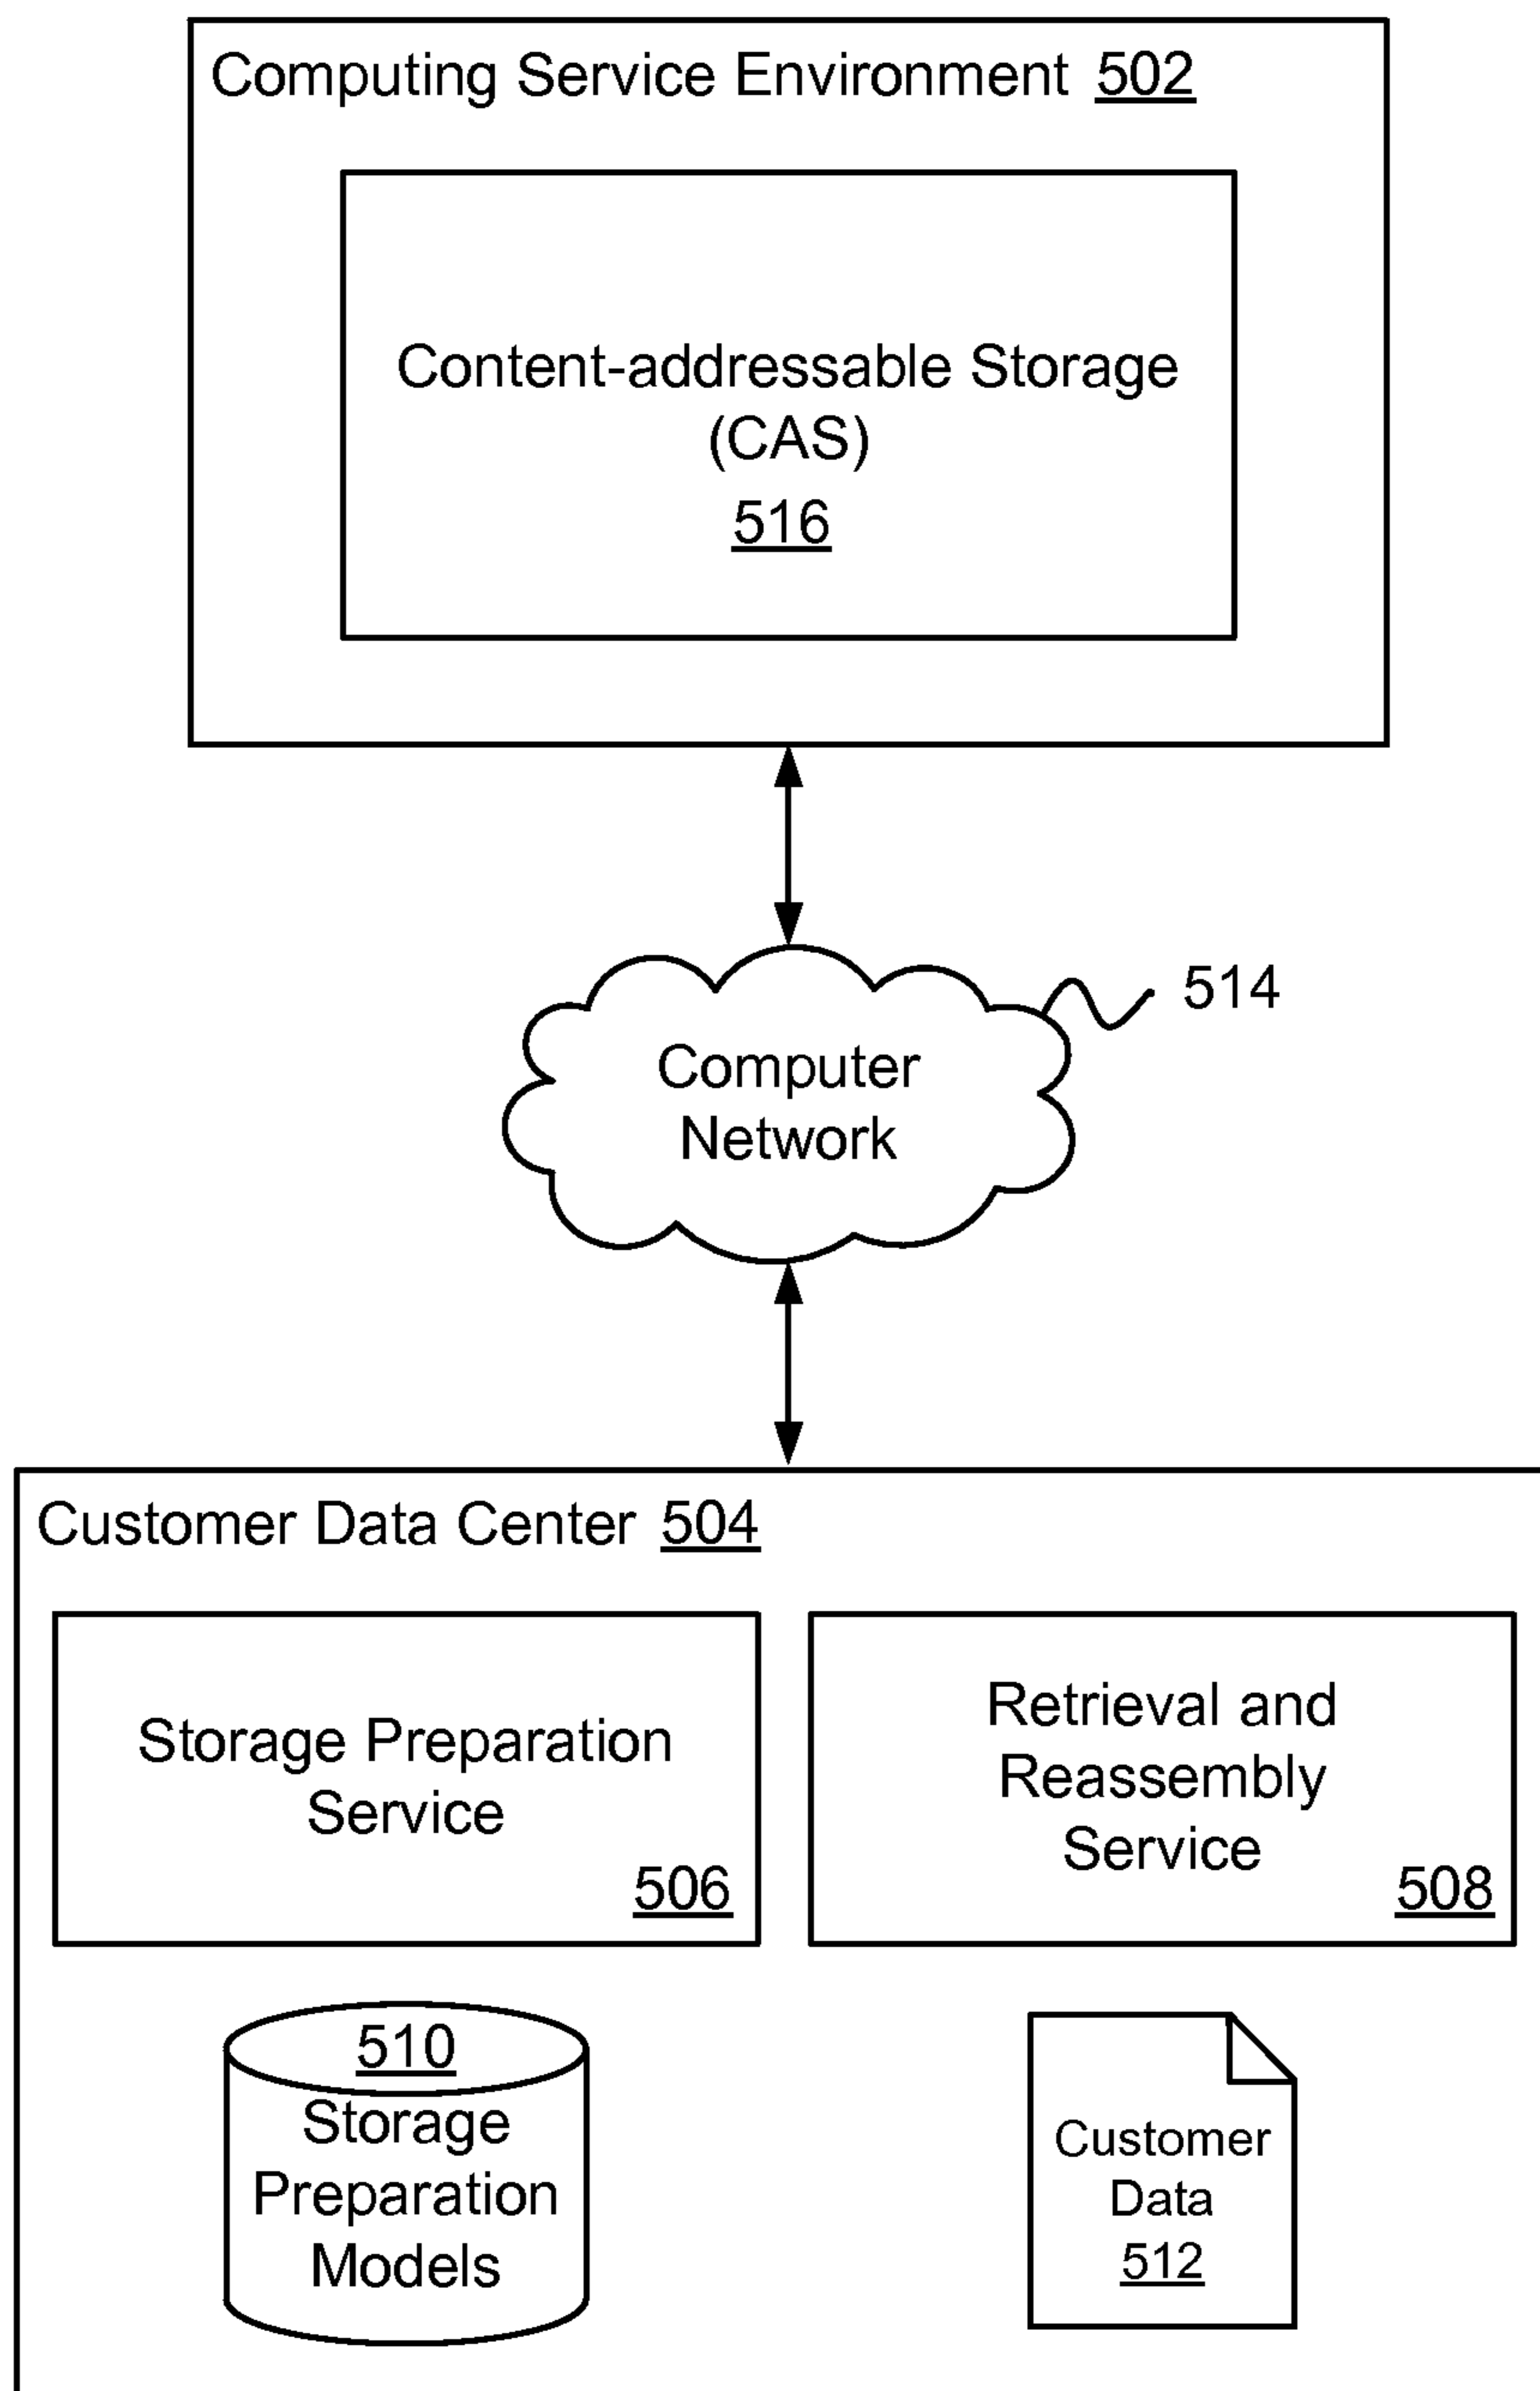 Computing Service Environment 502
Content-addressable Storage
(CAS)
516
514
Computer
Network
Customer Data Center 504
Storage Preparation
Service
506
Retrieval and
Reassembly
Service
508
510
Storage
Preparation
Models
Customer
Data
512